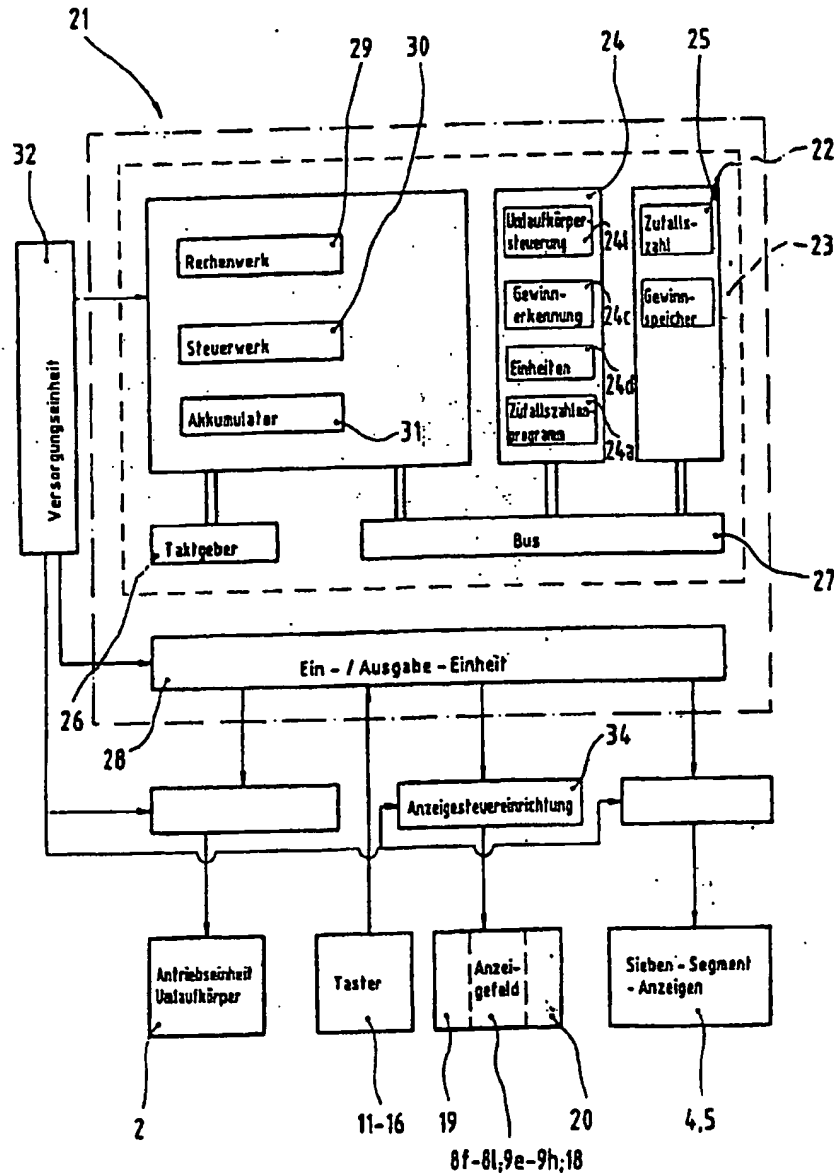 21
29
30
24
25
22
32
23
Rechenwerk
Steuerwerk
Akkumulator
31
Umlaufkörper
steuerung
24l
Gewinn-
erkennung
24c
Einheiten
24d
Zufallszahlen
programm
24a
Zufalls-
zahl
Gewinn-
speicher
Versorgungseinheit
Taktgeber
Bus
27
Ein - / Ausgabe - Einheit
26
28
34
Anzeigesteuereinrichtung
Antriebseinheit
Umlaufkörper
Taster
Anzei-
gefeld
Sieben - Segment
- Anzeigen
2
11-16
19
20
4,5
8f-8l;9e-9h;18